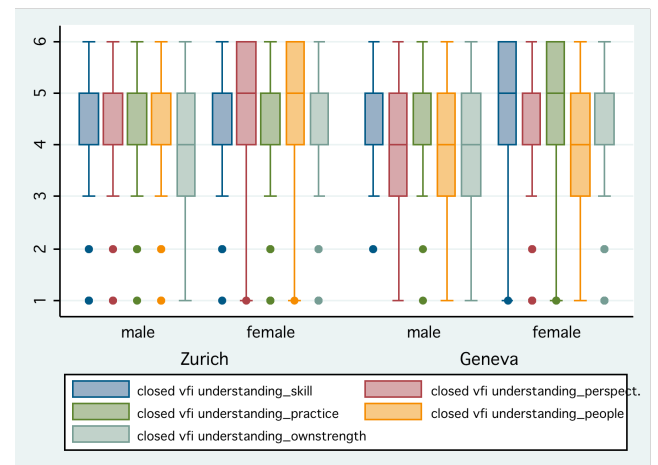 6
5
4
3
2
1
male female male female
Zurich Geneva
closed vfi understanding_skill closed vfi understanding_perspect.
closed vfi understanding_practice closed vfi understanding_people
closed vfi understanding_ownstrength